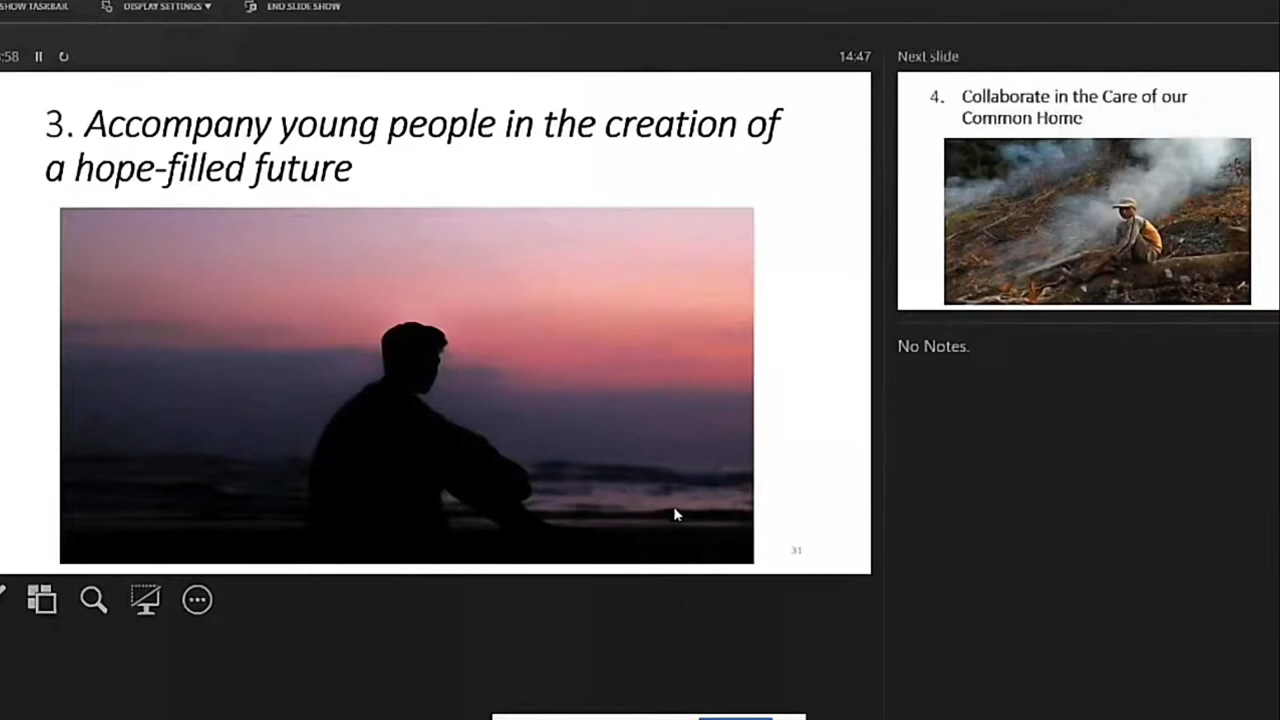 SHOW TASKBAR DISPLAY SETTINGS ▼ END SLIDE SHOW
:58 14:47 Next slide
3. Accompany young people in the creation of
a hope-filled future
31
4. Collaborate in the Care of our
Common Home
No Notes.